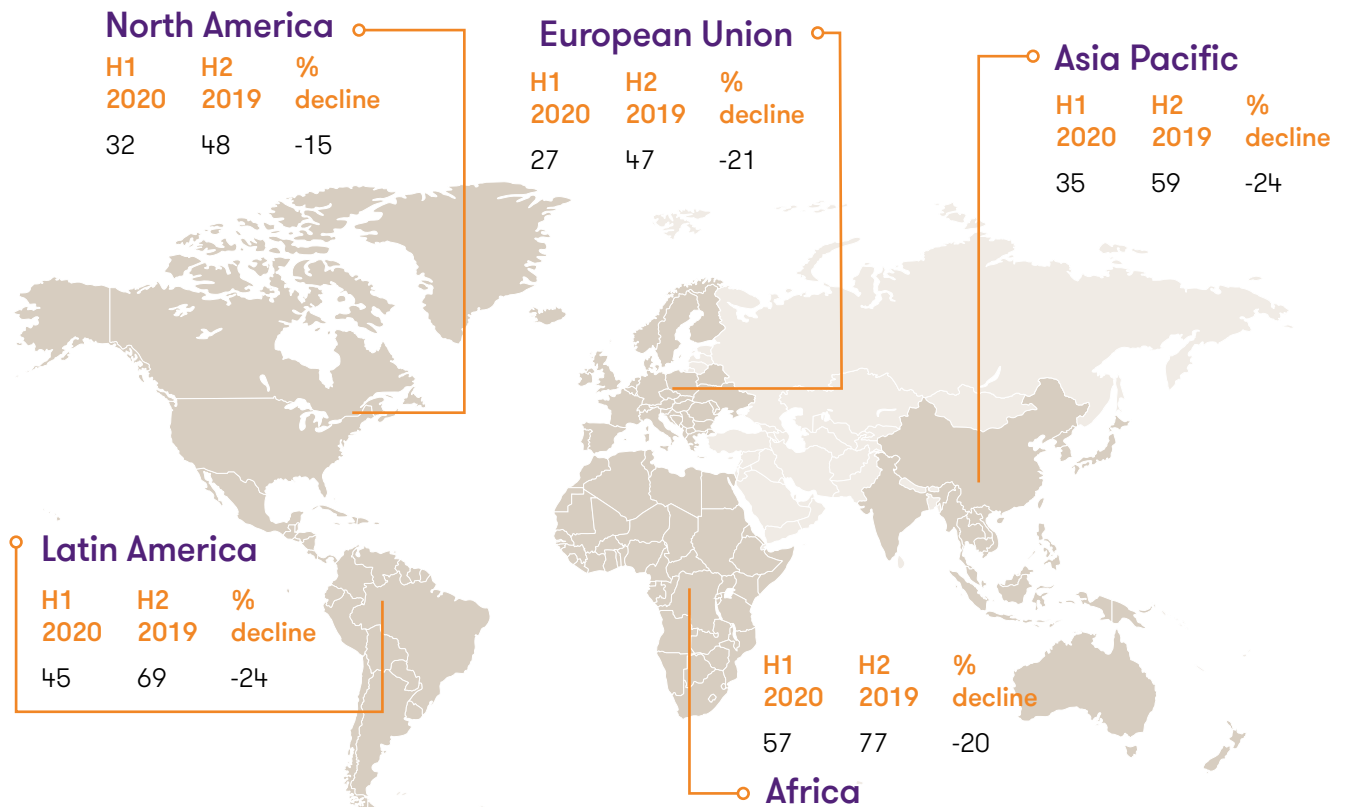 North America
H1 H2 %
2020 2019 decline
32 48 -15
European Union
H1 H2 %
2020 2019 decline
27 47 -21
Asia Pacific
H1 H2 %
2020 2019 decline
35 59 -24
Latin America
H1 H2 %
2020 2019 decline
45 69 -24
H1 H2 %
2020 2019 decline
57 77 -20
Africa